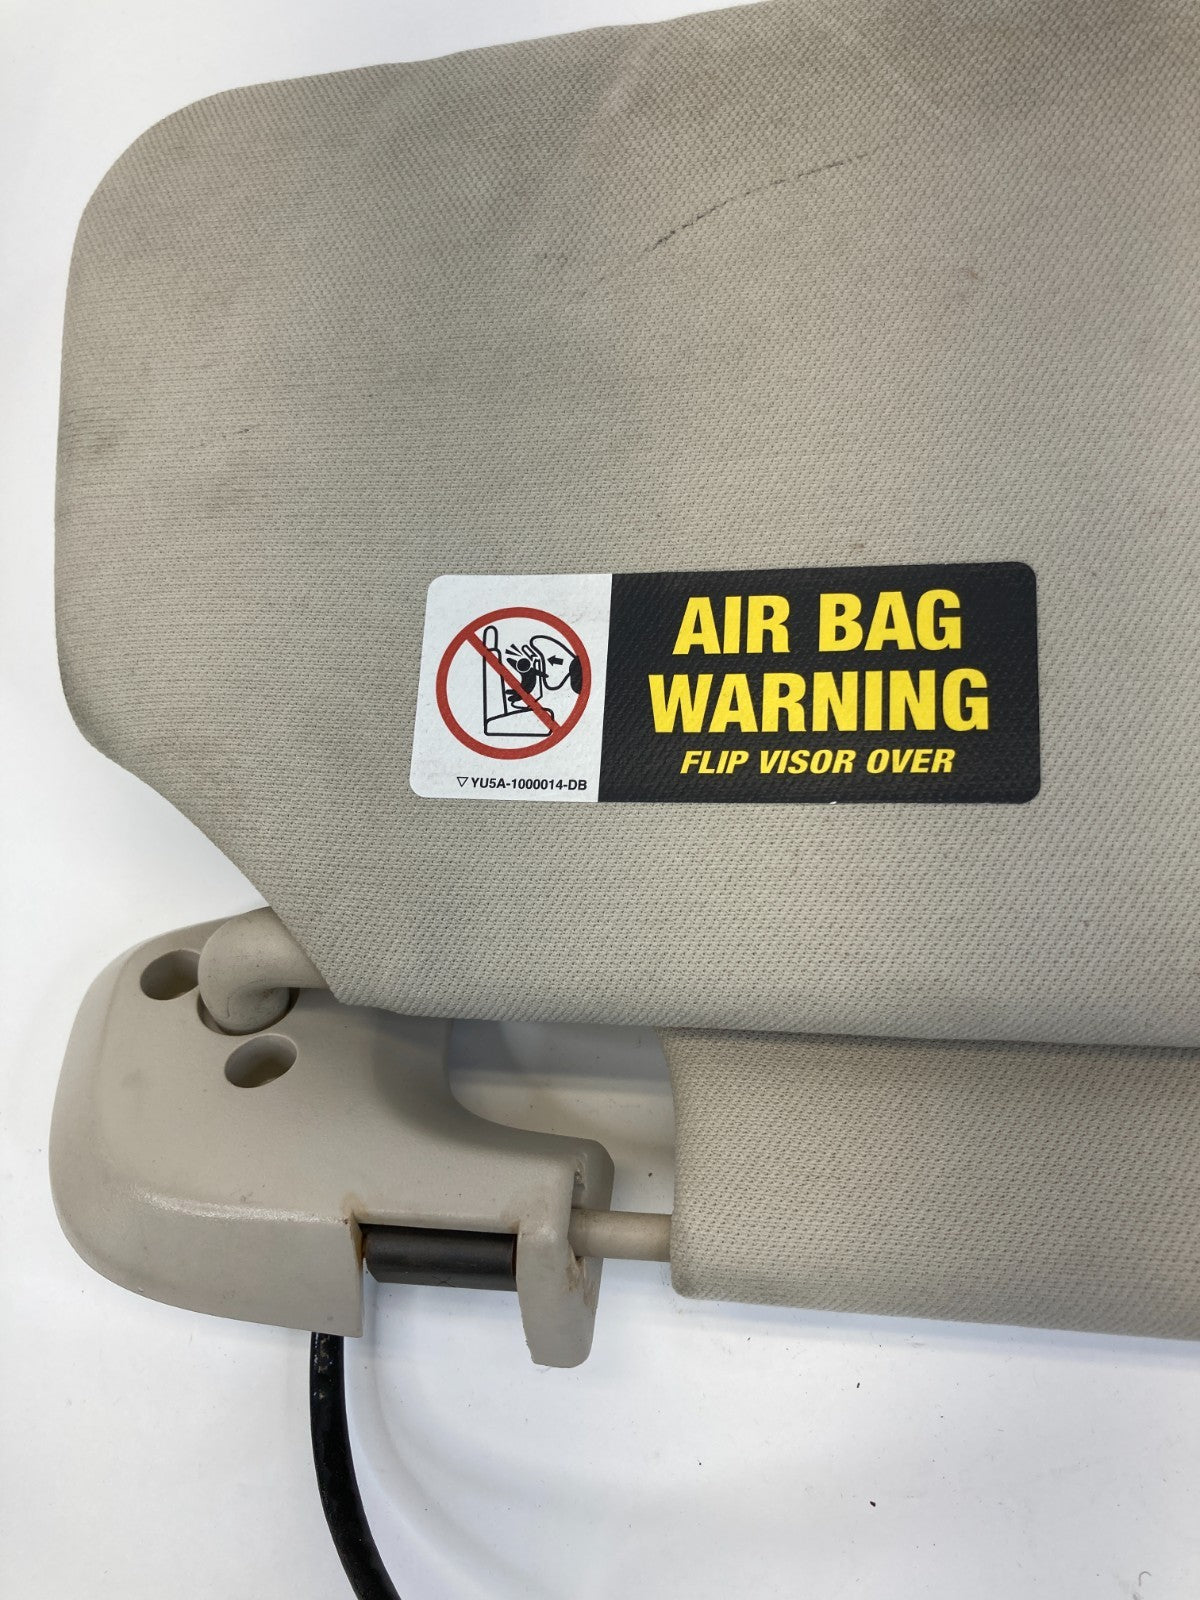 AIR BAG
WARNING
FLIP VISOR OVER
YU5A-1000014-DB